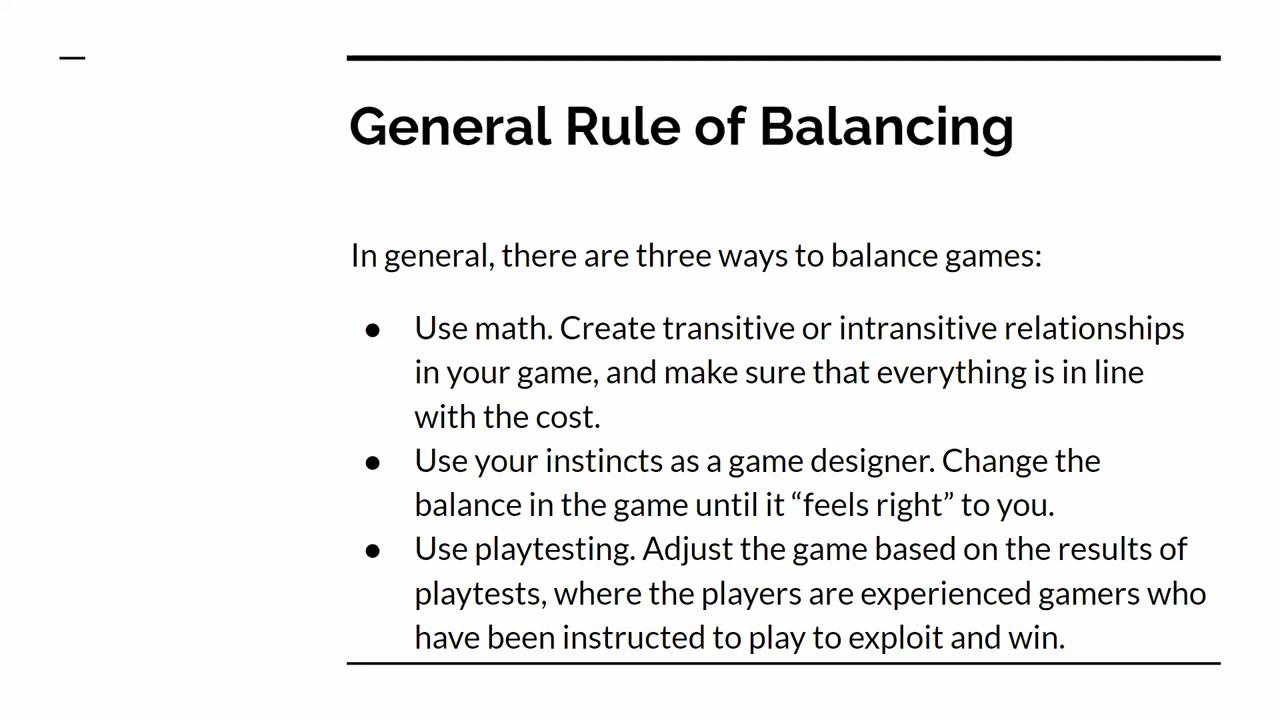 General Rule of Balancing
In general, there are three ways to balance games:
● Use math. Create transitive or intransitive relationships
in your game, and make sure that everything is in line
with the cost.
● Use your instincts as a game designer. Change the
balance in the game until it “feels right” to you.
● Use playtesting. Adjust the game based on the results of
playtests, where the players are experienced gamers who
have been instructed to play to exploit and win.